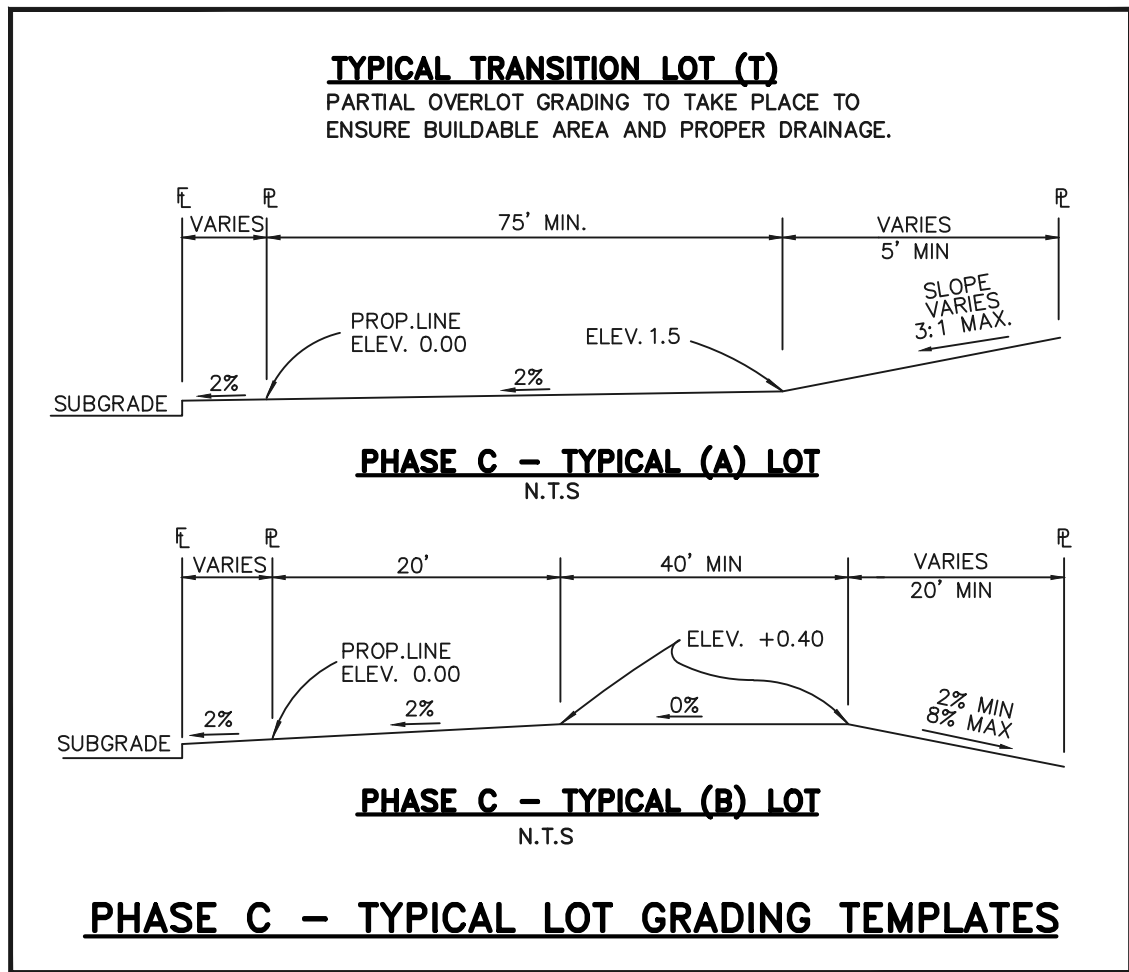 TYPICAL TRANSITION LOT (T)
PARTIAL OVERLOT GRADING TO TAKE PLACE TO
ENSURE BUILDABLE AREA AND PROPER DRAINAGE.
FL
PL
PL
VARIES
75' MIN.
VARIES
5' MIN
SLOPE
VARIES
3:1 MAX.
PROP.LINE
ELEV. 0.00
ELEV. 1.5
2%
2%
SUBGRADE
PHASE C - TYPICAL (A) LOT
N.T.S
FL
PL
PL
VARIES
20'
40' MIN
VARIES
20' MIN
PROP.LINE
ELEV. 0.00
ELEV. +0.40
2%
2%
0%
2% MIN
8% MAX
SUBGRADE
PHASE C - TYPICAL (B) LOT
N.T.S
PHASE C - TYPICAL LOT GRADING TEMPLATES